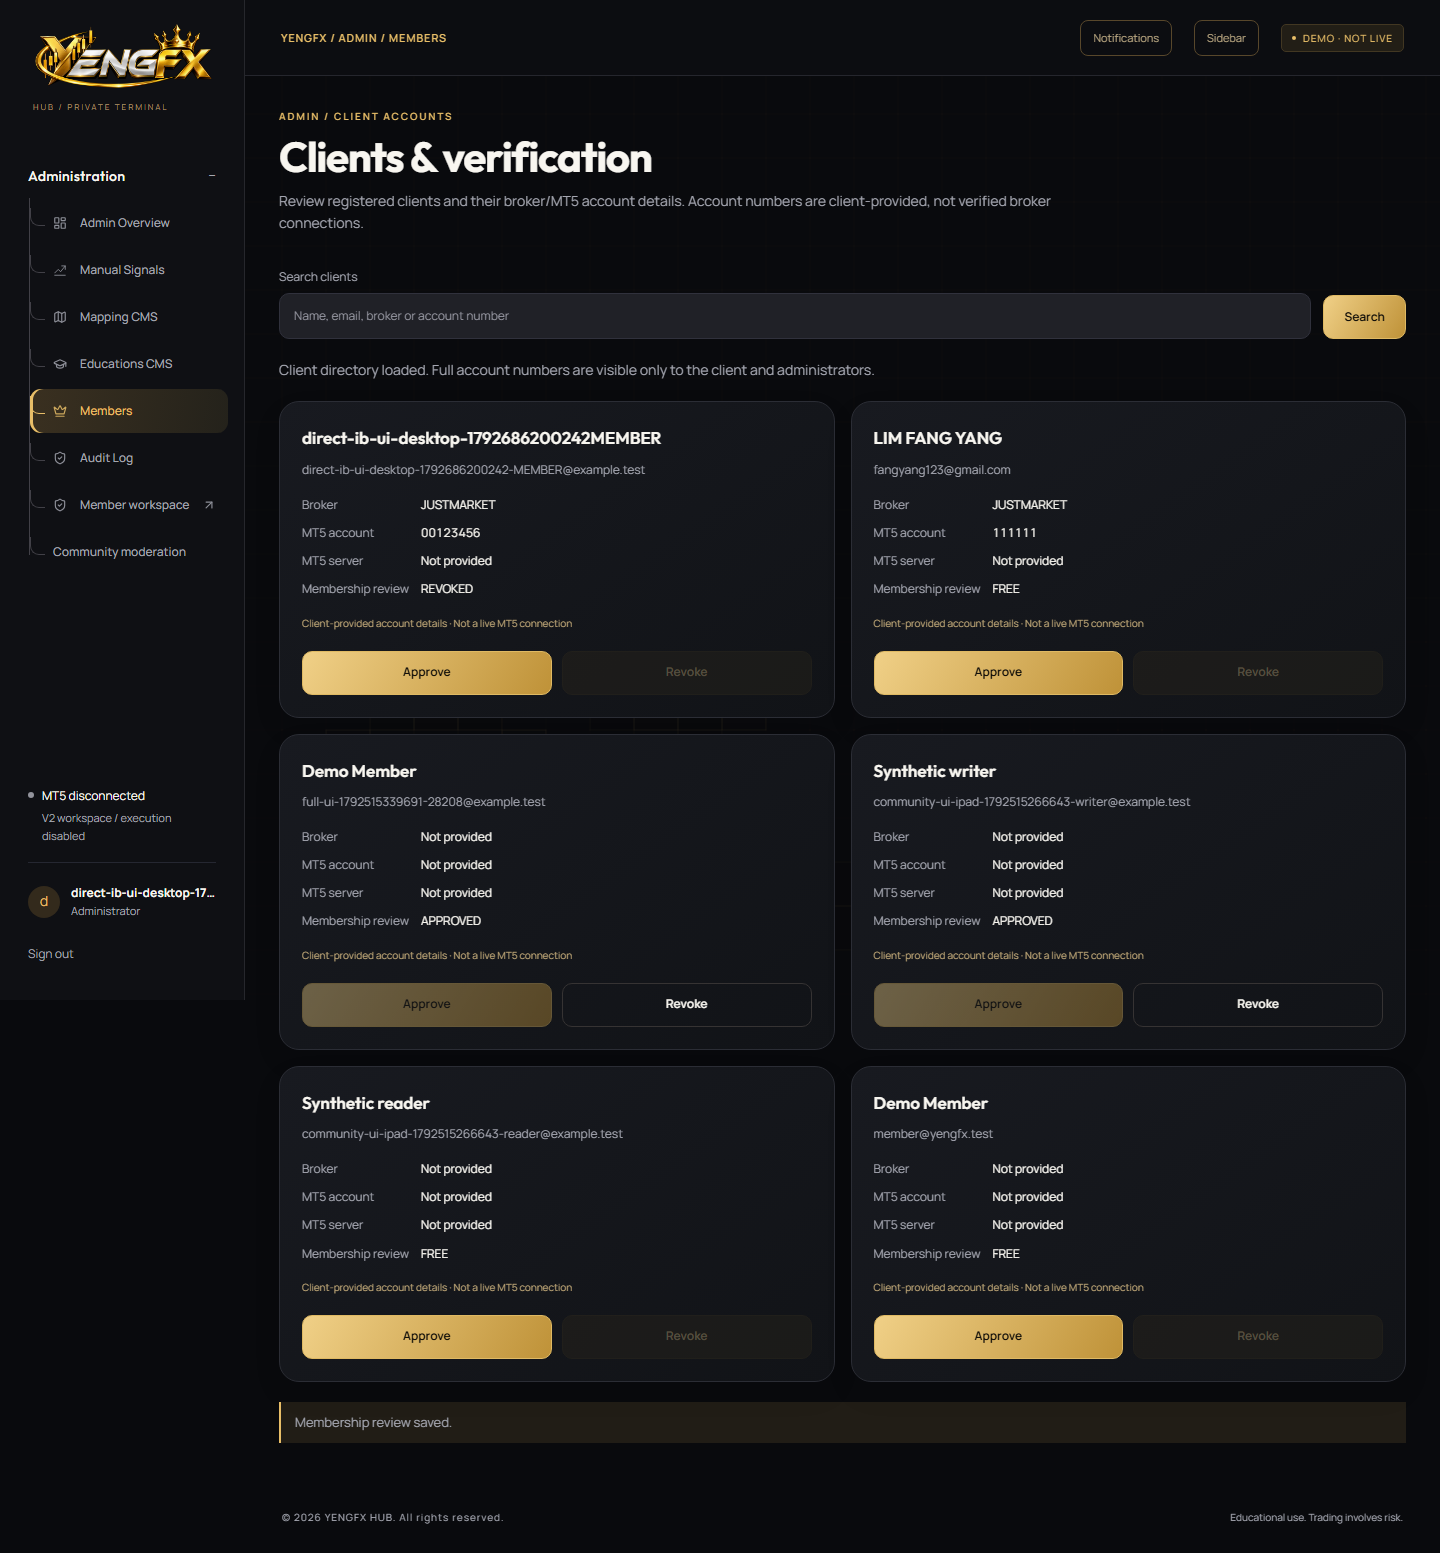 YENGFX
HUB / PRIVATE TERMINAL
Administration −
Admin Overview
Manual Signals
Mapping CMS
Educations CMS
Members
Audit Log
Member workspace
Community moderation
MT5 disconnected
V2 workspace / execution
disabled
d
direct-ib-ui-desktop-17…
Administrator
Sign out
YENGFX / ADMIN / MEMBERS
Notifications
Sidebar
DEMO · NOT LIVE
ADMIN / CLIENT ACCOUNTS
Clients & verification
Review registered clients and their broker/MT5 account details. Account numbers are client-provided, not verified broker
connections.
Search clients
Name, email, broker or account number
Search
Client directory loaded. Full account numbers are visible only to the client and administrators.
direct-ib-ui-desktop-1792686200242MEMBER
direct-ib-ui-desktop-1792686200242-MEMBER@example.test
Broker JUSTMARKET
MT5 account 00123456
MT5 server Not provided
Membership review REVOKED
Client-provided account details · Not a live MT5 connection
Approve Revoke
LIM FANG YANG
fangyang123@gmail.com
Broker JUSTMARKET
MT5 account 111111
MT5 server Not provided
Membership review FREE
Client-provided account details · Not a live MT5 connection
Approve Revoke
Demo Member
full-ui-1792515339691-28208@example.test
Broker Not provided
MT5 account Not provided
MT5 server Not provided
Membership review APPROVED
Client-provided account details · Not a live MT5 connection
Approve Revoke
Synthetic writer
community-ui-ipad-1792515266643-writer@example.test
Broker Not provided
MT5 account Not provided
MT5 server Not provided
Membership review APPROVED
Client-provided account details · Not a live MT5 connection
Approve Revoke
Synthetic reader
community-ui-ipad-1792515266643-reader@example.test
Broker Not provided
MT5 account Not provided
MT5 server Not provided
Membership review FREE
Client-provided account details · Not a live MT5 connection
Approve Revoke
Demo Member
member@yengfx.test
Broker Not provided
MT5 account Not provided
MT5 server Not provided
Membership review FREE
Client-provided account details · Not a live MT5 connection
Approve Revoke
Membership review saved.
© 2026 YENGFX HUB. All rights reserved.
Educational use. Trading involves risk.